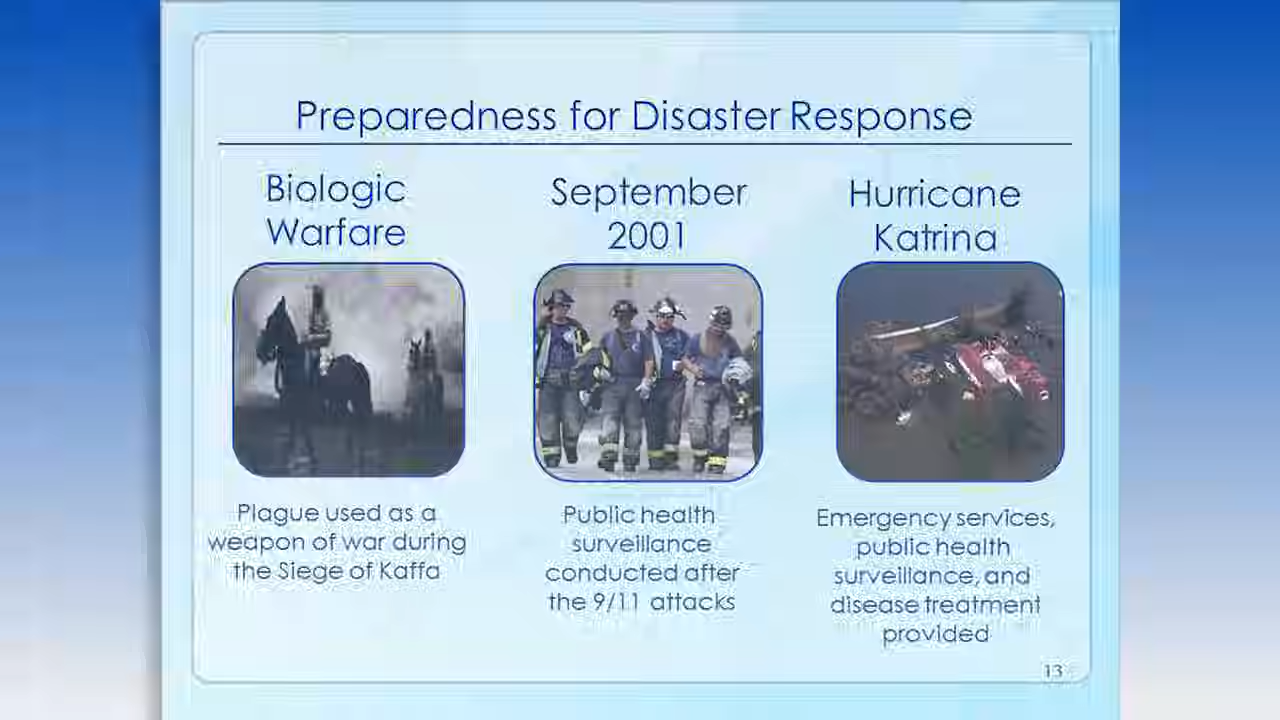 Preparedness for Disaster Response
Biologic
Warfare
September
2001
Hurricane
Katrina
Plague used as a
weapon of war during
the Siege of Kaffa
Public health
surveillance
conducted after
the 9/11 attacks
Emergency services,
public health
surveillance, and
disease treatment
provided
13